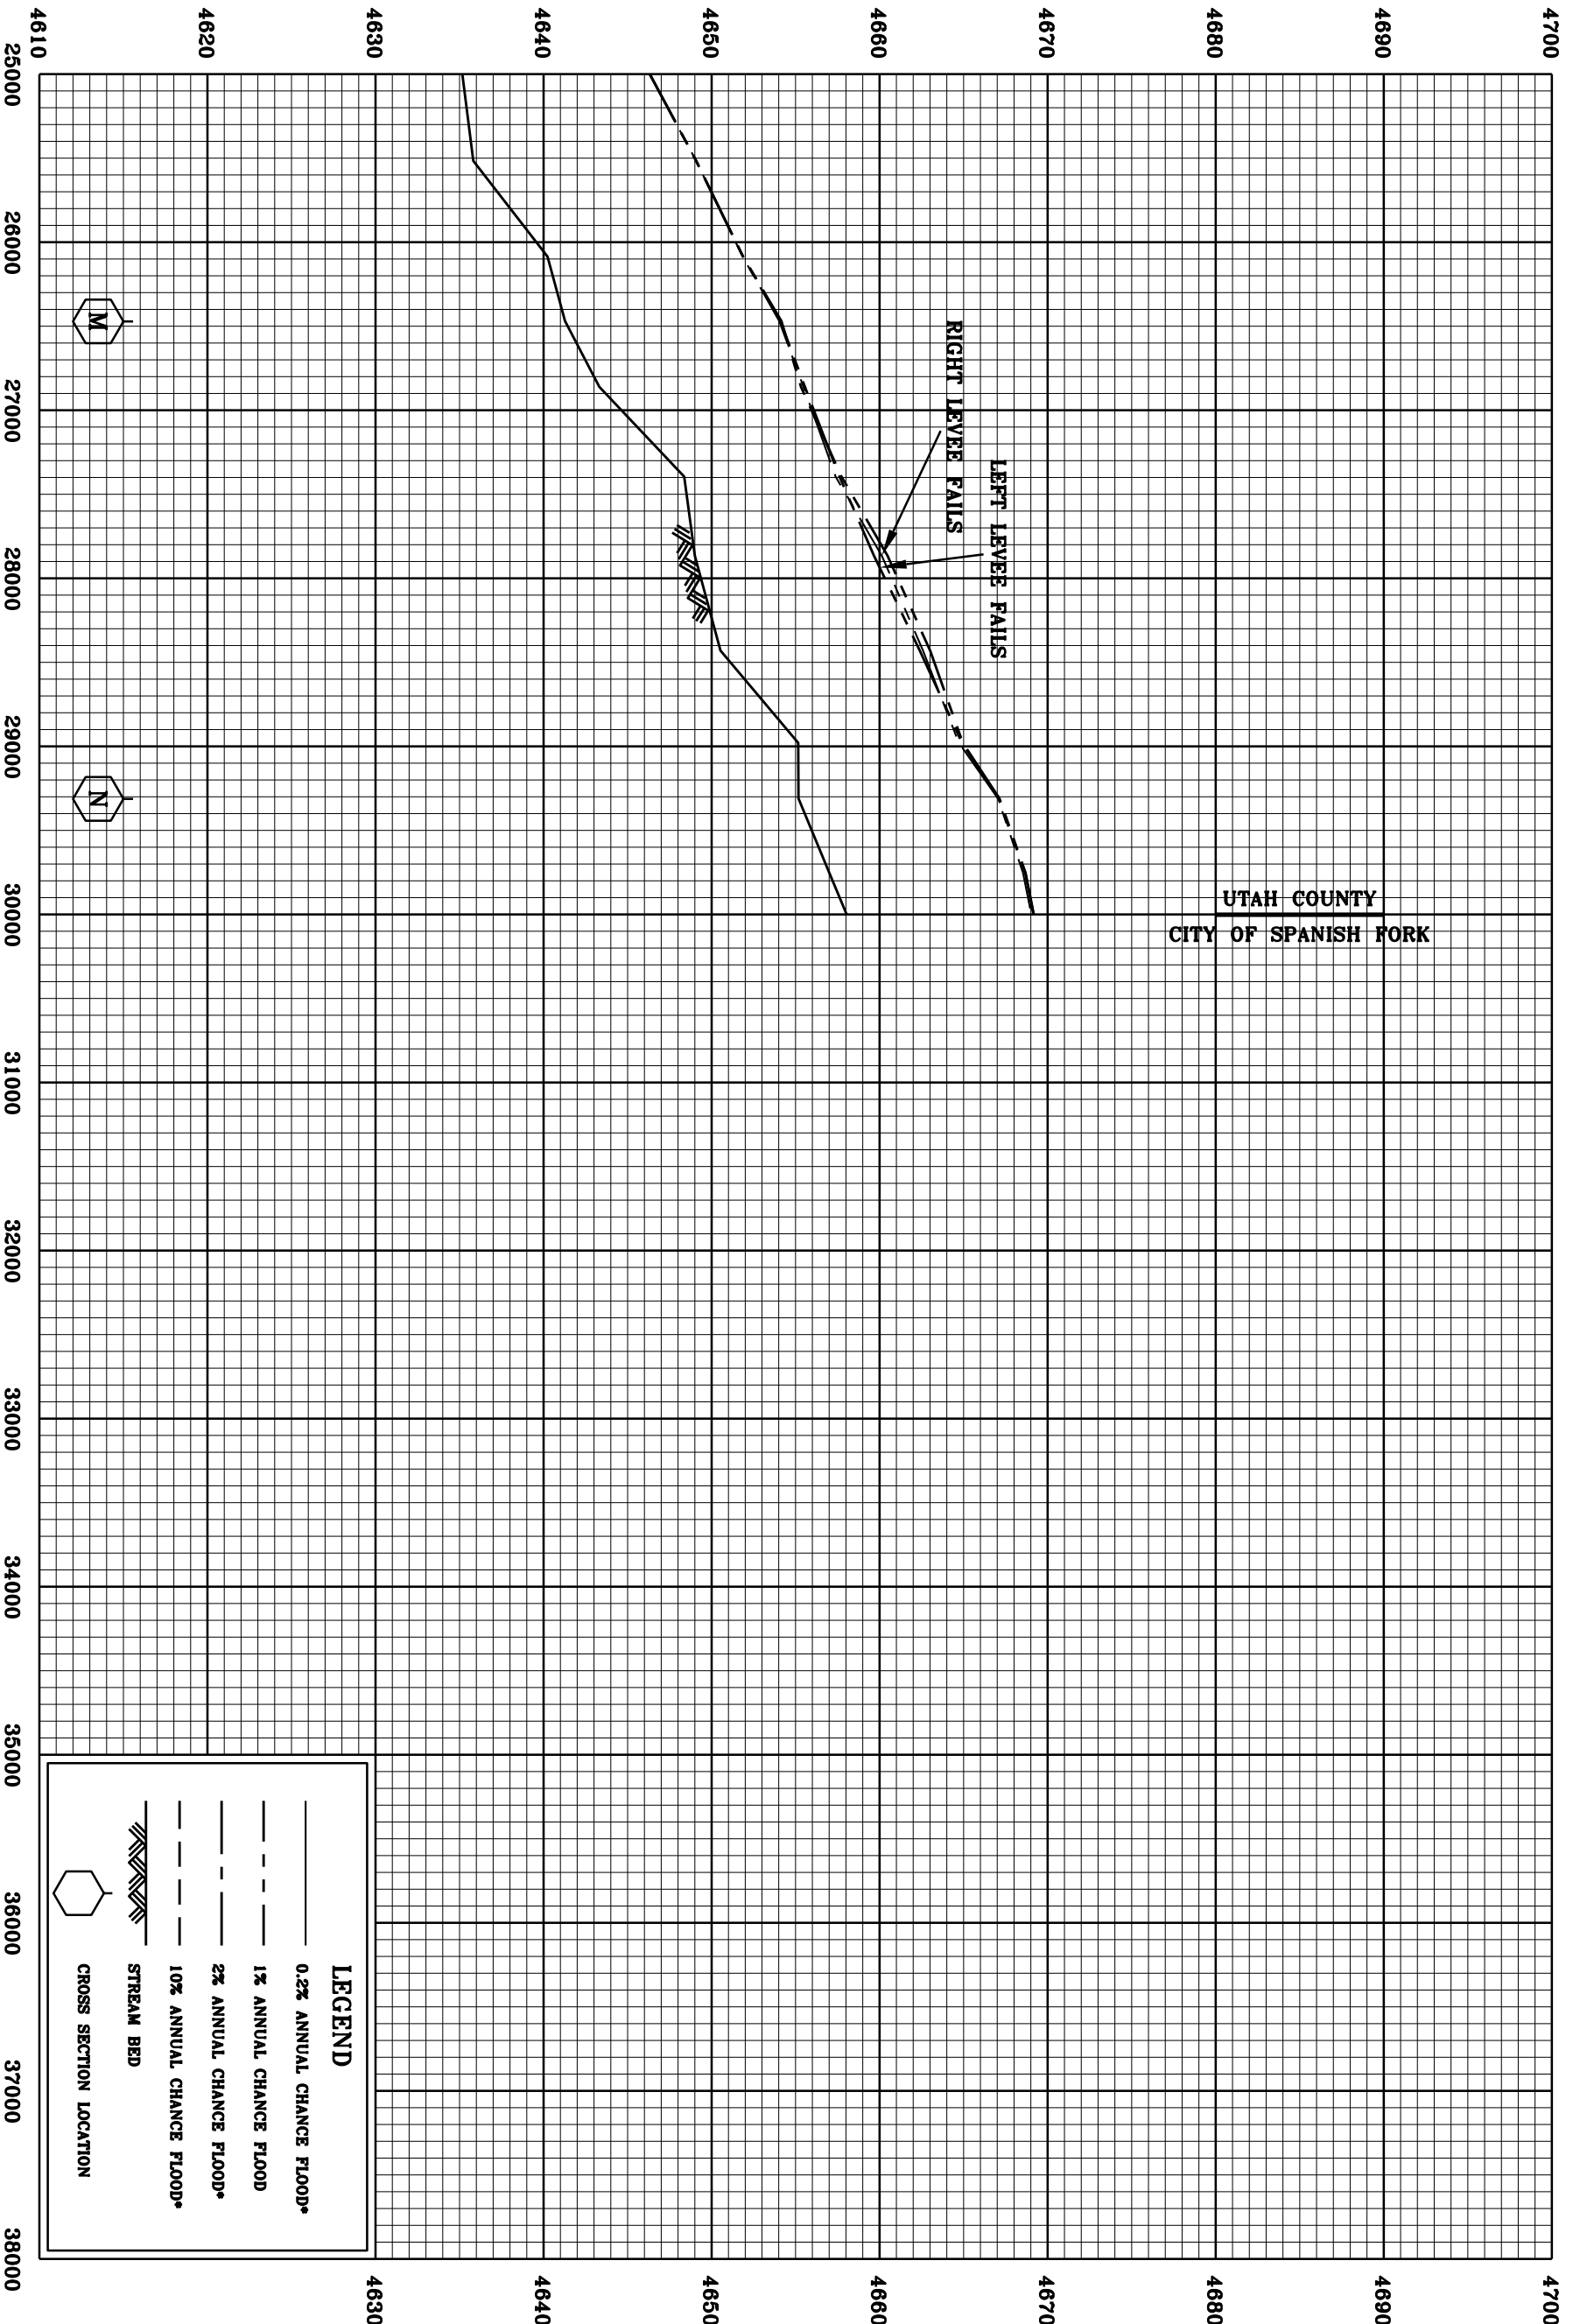 4700
4690
4680
4670
4660
4650
4640
4630
4620
4610
4700
4690
4680
4670
4660
4650
4640
4630
UTAH COUNTY
CITY OF SPANISH FORK
LEFT LEVEE FAILS
RIGHT LEVEE FAILS
M
N
LEGEND
0.2% ANNUAL CHANCE FLOOD*
1% ANNUAL CHANCE FLOOD
2% ANNUAL CHANCE FLOOD*
10% ANNUAL CHANCE FLOOD*
STREAM BED
CROSS SECTION LOCATION
25000
26000
27000
28000
29000
30000
31000
32000
33000
34000
35000
36000
37000
38000